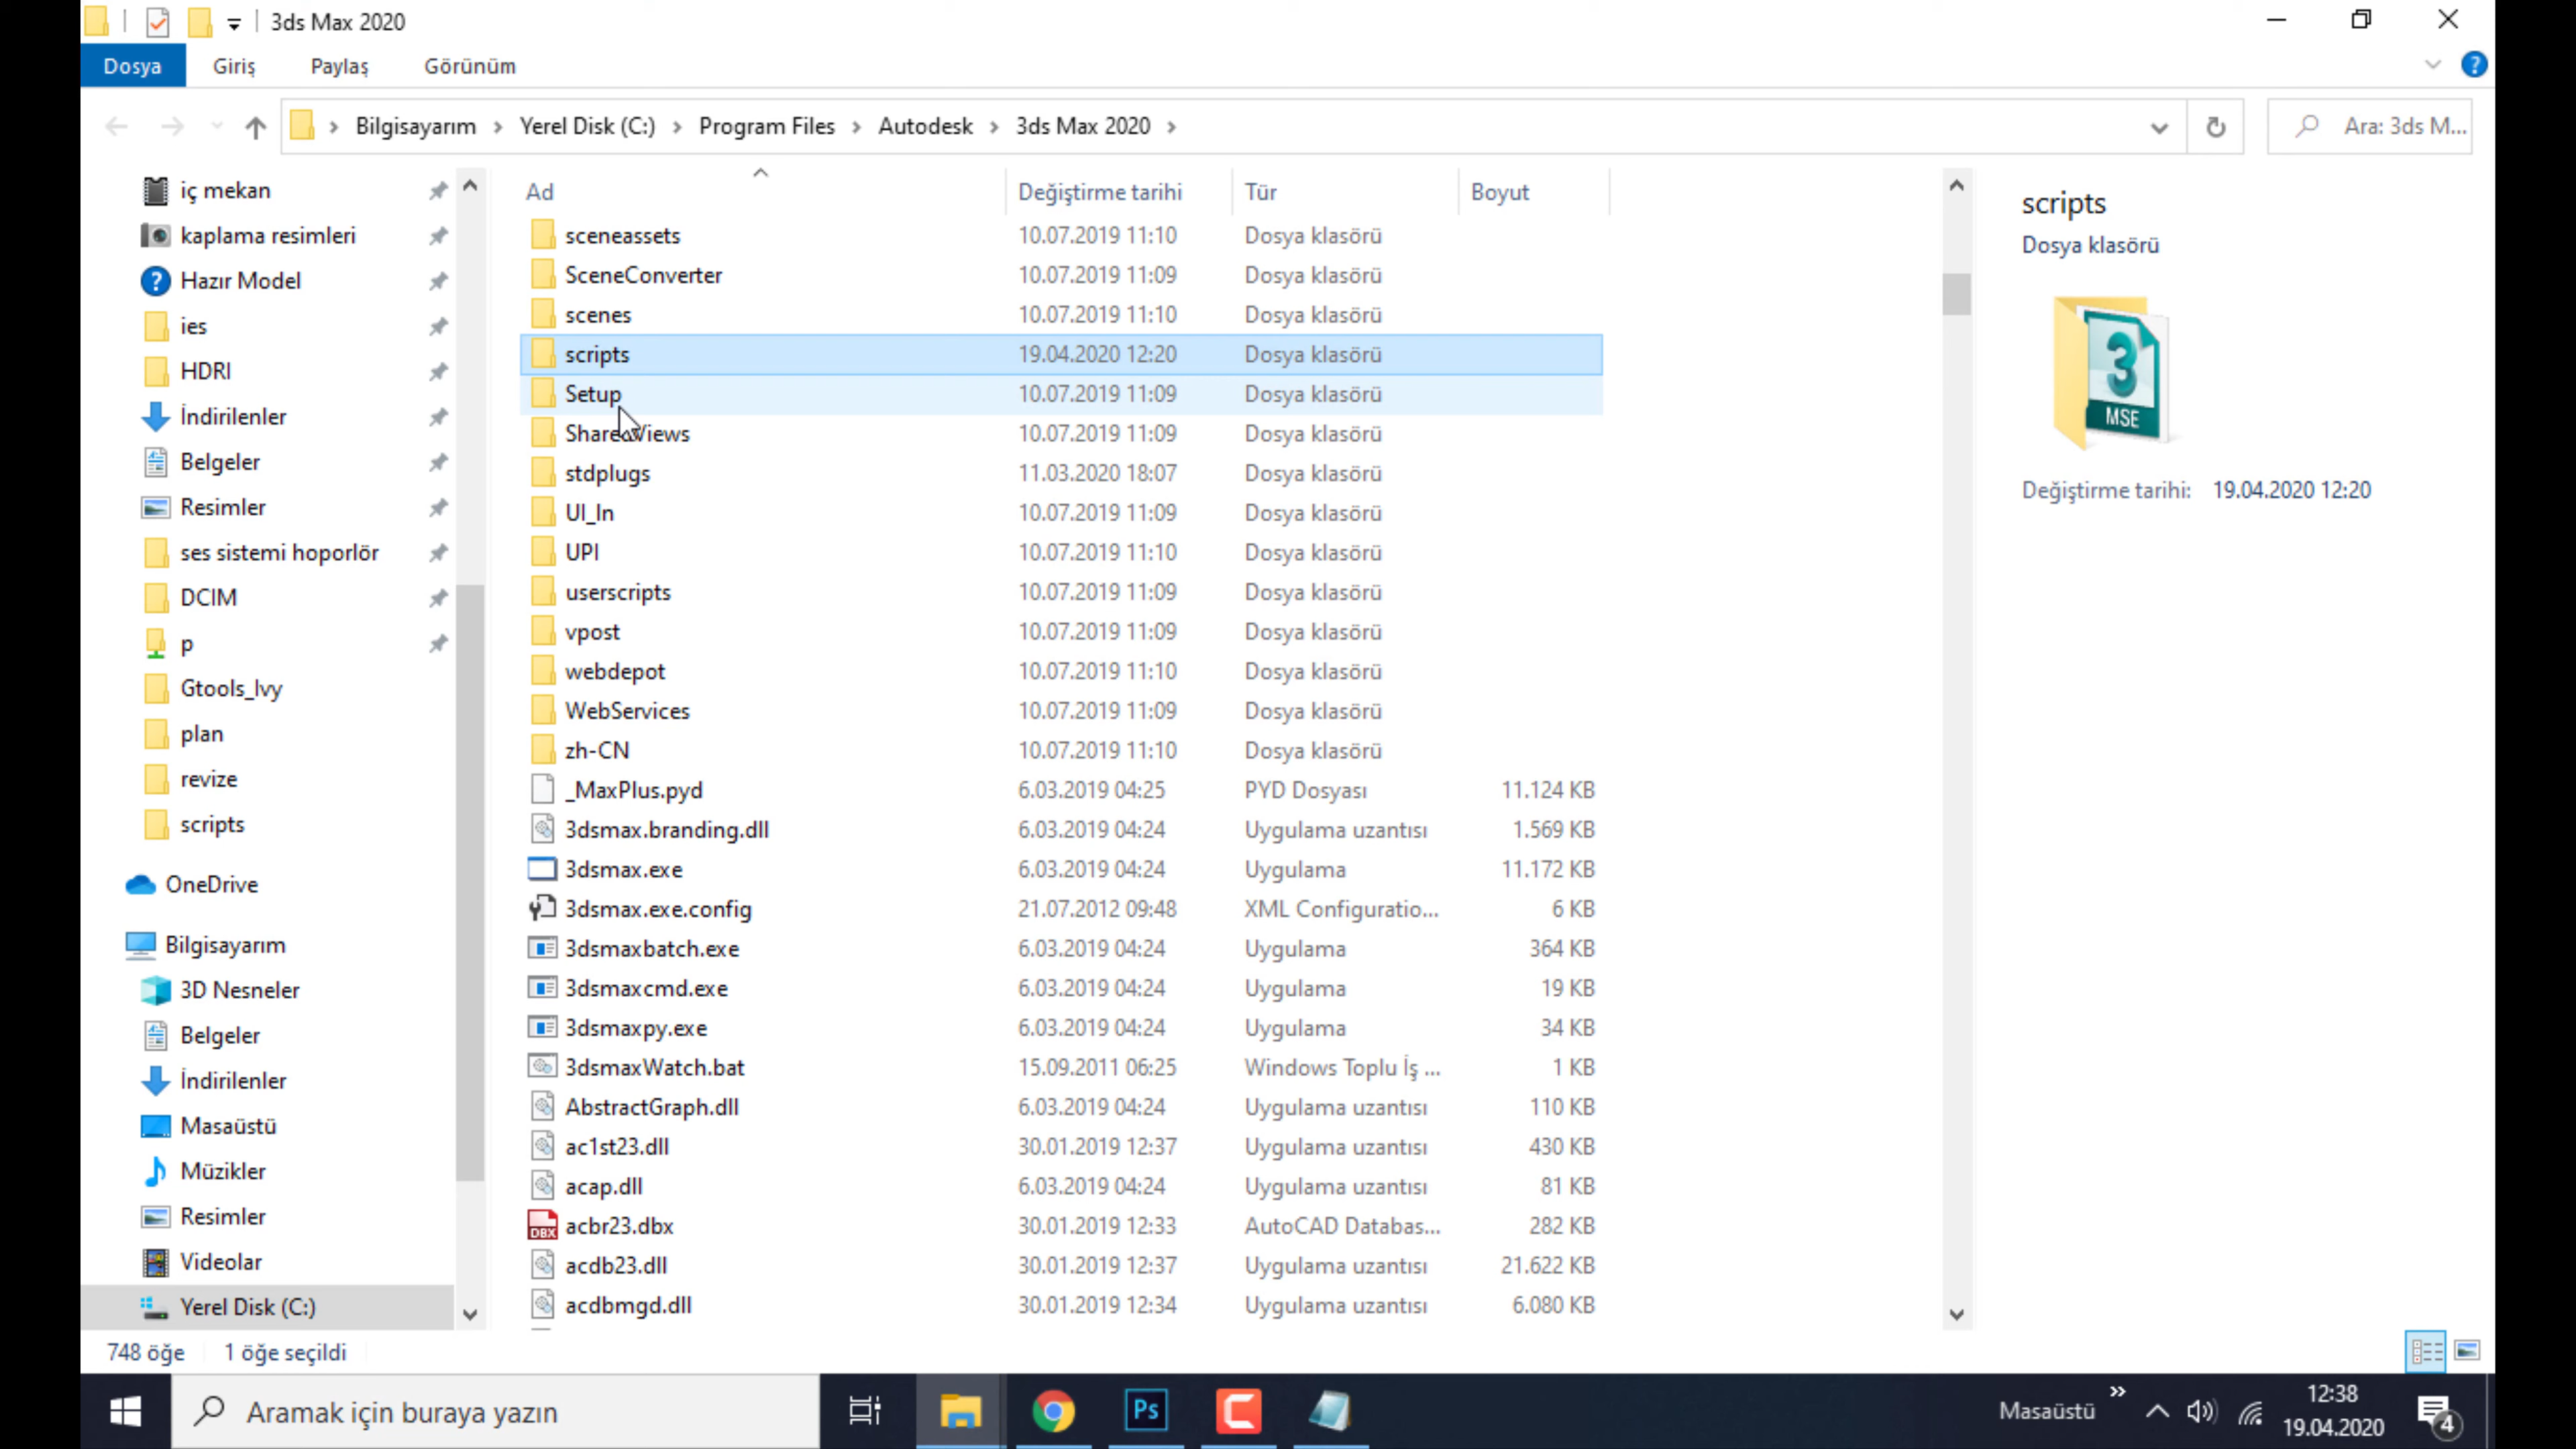 3ds Max 2020
Dosya Giriş Paylaş Görünüm
Bilgisayarım Yerel Disk (C:) Program Files Autodesk 3ds Max 2020 Ara: 3ds M...
iç mekan
kaplama resimleri
Hazır Model
ies
HDRI
İndirilenler
Belgeler
Resimler
ses sistemi hoporlör
DCIM
p
Gtools_Ivy
plan
revize
scripts
OneDrive
Bilgisayarım
3D Nesneler
Belgeler
İndirilenler
Masaüstü
Müzikler
Resimler
Videolar
Yerel Disk (C:)
Ad Değiştirme tarihi Tür Boyut
sceneassets 10.07.2019 11:10 Dosya klasörü
SceneConverter 10.07.2019 11:09 Dosya klasörü
scenes 10.07.2019 11:10 Dosya klasörü
scripts 19.04.2020 12:20 Dosya klasörü
Setup 10.07.2019 11:09 Dosya klasörü
10.07.2019 11:09 Dosya klasörü
stdplugs 11.03.2020 18:07 Dosya klasörü
UI_ln 10.07.2019 11:09 Dosya klasörü
UPI 10.07.2019 11:10 Dosya klasörü
userscripts 10.07.2019 11:09 Dosya klasörü
vpost 10.07.2019 11:09 Dosya klasörü
webdepot 10.07.2019 11:10 Dosya klasörü
WebServices 10.07.2019 11:09 Dosya klasörü
zh-CN 10.07.2019 11:10 Dosya klasörü
_MaxPlus.pyd 6.03.2019 04:25 PYD Dosyası 11.124 KB
3dsmax.branding.dll 6.03.2019 04:24 Uygulama uzantısı 1.569 KB
3dsmax.exe 6.03.2019 04:24 Uygulama 11.172 KB
3dsmax.exe.config 21.07.2012 09:48 XML Configuratio... 6 KB
3dsmaxbatch.exe 6.03.2019 04:24 Uygulama 364 KB
3dsmaxcmd.exe 6.03.2019 04:24 Uygulama 19 KB
3dsmaxpy.exe 6.03.2019 04:24 Uygulama 34 KB
3dsmaxWatch.bat 15.09.2011 06:25 Windows Toplu İş ... 1 KB
AbstractGraph.dll 6.03.2019 04:24 Uygulama uzantısı 110 KB
ac1st23.dll 30.01.2019 12:37 Uygulama uzantısı 430 KB
acap.dll 6.03.2019 04:24 Uygulama uzantısı 81 KB
DBX acbr23.dbx 30.01.2019 12:33 AutoCAD Databas... 282 KB
acdb23.dll 30.01.2019 12:37 Uygulama uzantısı 21.622 KB
acdbmgd.dll 30.01.2019 12:34 Uygulama uzantısı 6.080 KB
scripts
Dosya klasörü
3
MSE
Değiştirme tarihi: 19.04.2020 12:20
748 öğe 1 öğe seçildi
Aramak için buraya yazın
Ps
Masaüstü
12:38
19.04.2020
4